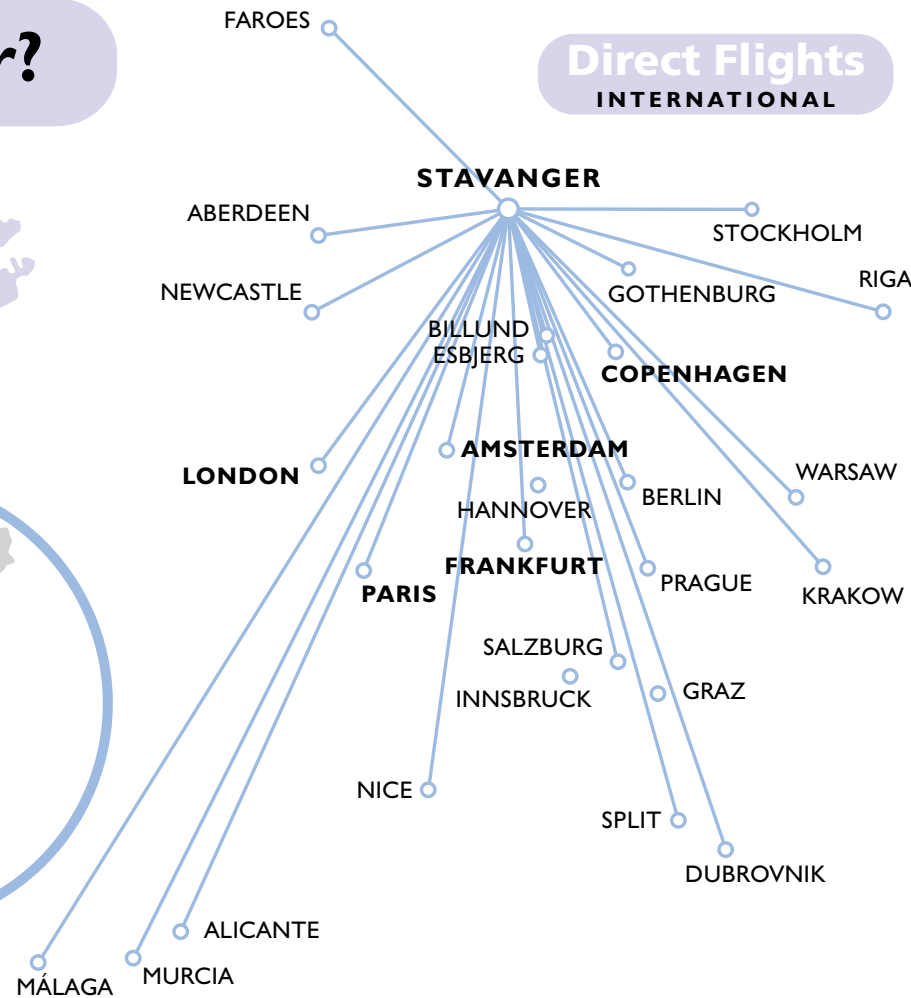 r?
FAROES
Direct Flights
INTERNATIONAL
STAVANGER
ABERDEEN
STOCKHOLM
RIGA
NEWCASTLE
GOTHENBURG
BILLUND
ESBJERG
COPENHAGEN
AMSTERDAM
LONDON
WARSAW
BERLIN
HANNOVER
FRANKFURT
PARIS
PRAGUE
KRAKOW
SALZBURG
INNSBRUCK
GRAZ
NICE
SPLIT
DUBROVNIK
ALICANTE
MURCIA
MÁLAGA